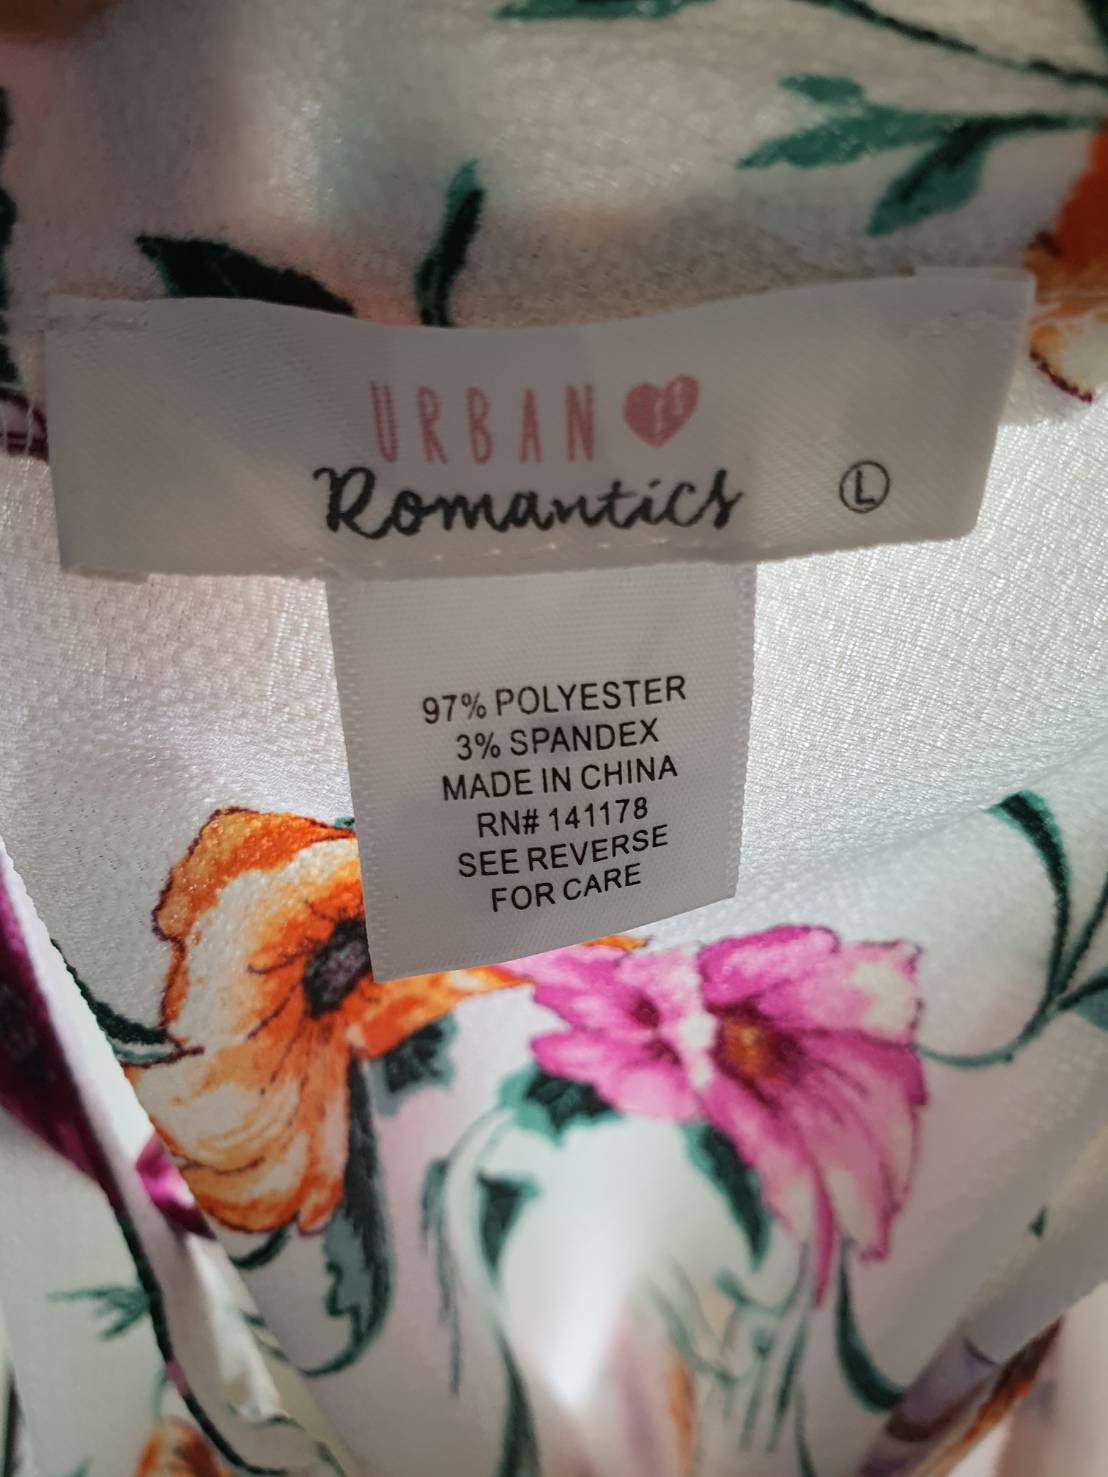 URBAN
Romantics
L
97% POLYESTER
3% SPANDEX
MADE IN CHINA
RN# 141178
SEE REVERSE
FOR CARE